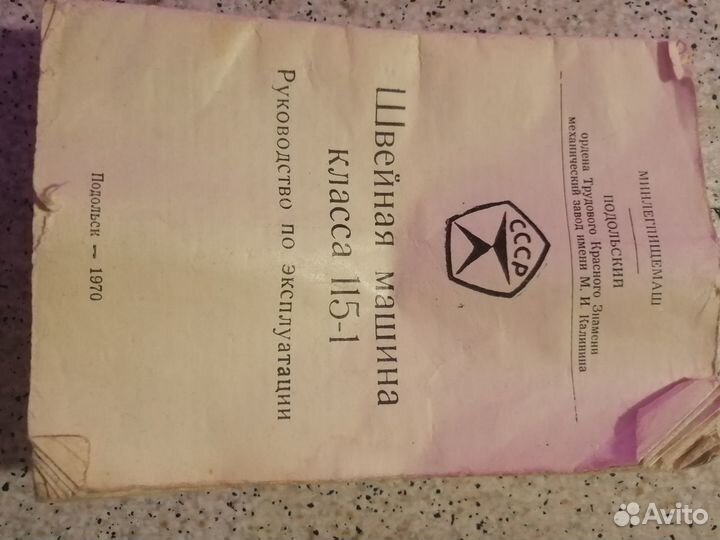 МИНЛЕГПИЩЕМАШ
ПОДОЛЬСКИЙ
ордена Трудового Красного Знамени
механический завод имени М. И Калинина
СССР
Швейная машина
класса 115-1
Руководство по эксплуатации
Подольск — 1970
Avito